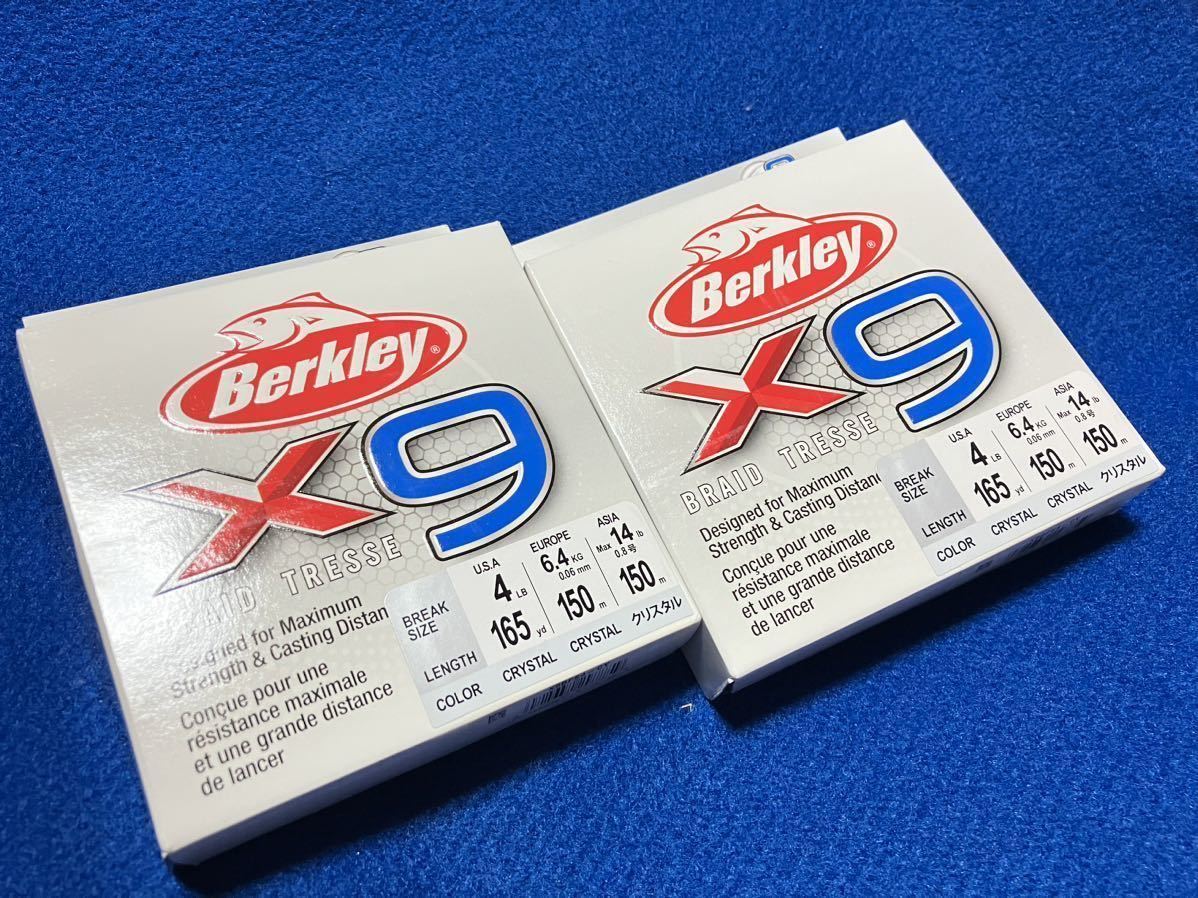 Berkley®
X9
BRAID TRESSE
Designed for Maximum
Strength & Casting Distan
Conçue pour une
résistance maximale
et une grande distance
de lancer
U.S.A EUROPE ASIA
BREAK SIZE 4 LB 6.4 KG 0.06 mm Max 14 lb 0.8号
LENGTH 165 yd 150 m 150 m
COLOR CRYSTAL CRYSTAL クリスタル
Berkley®
X9
BRAID TRESSE
Designed for Maximum
Strength & Casting Distanc
Conçue pour une
résistance maximale
et une grande distance
de lancer
U.S.A EUROPE ASIA
BREAK SIZE 4 LB 6.4 KG 0.06 mm Max 14 lb 0.8号
LENGTH 165 yd 150 m 150 m
COLOR CRYSTAL CRYSTAL クリスタル